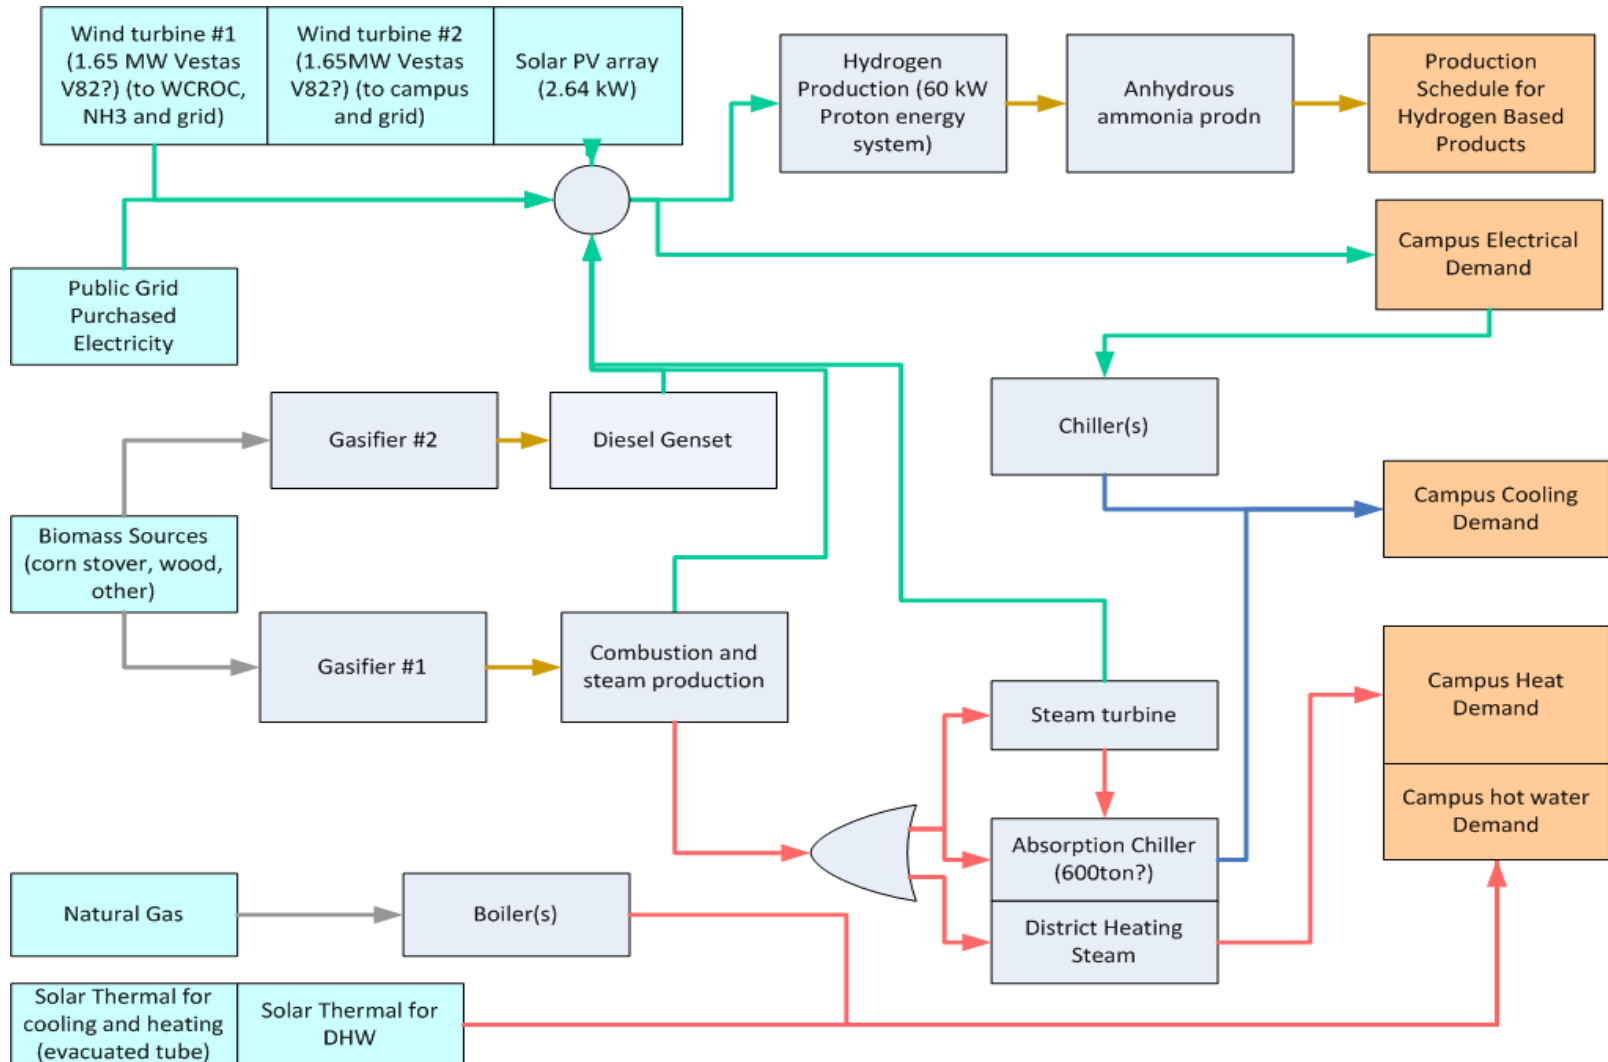 Wind turbine #1
(1.65 MW Vestas
V82?) (to WCROC,
NH3 and grid)
Wind turbine #2
(1.65MW Vestas
V82?) (to campus
and grid)
Solar PV array
(2.64 kW)
Hydrogen
Production (60 kW
Proton energy
system)
Anhydrous
ammonia prodn
Production
Schedule for
Hydrogen Based
Products
Campus Electrical
Demand
Public Grid
Purchased
Electricity
Gasifier #2
Diesel Genset
Chiller(s)
Campus Cooling
Demand
Biomass Sources
(corn stover, wood,
other)
Gasifier #1
Combustion and
steam production
Steam turbine
Campus Heat
Demand
Campus hot water
Demand
Absorption Chiller
(600ton?)
District Heating
Steam
Natural Gas
Boiler(s)
Solar Thermal for
cooling and heating
(evacuated tube)
Solar Thermal for
DHW